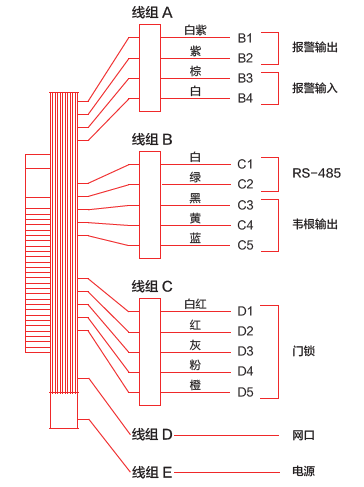 线组 A
白紫 B1
紫 B2
棕 B3
白 B4
报警输出
报警输入
线组 B
白 C1
绿 C2
黑 C3
黄 C4
蓝 C5
RS-485
韦根输出
线组 C
白红 D1
红 D2
灰 D3
粉 D4
橙 D5
门锁
线组 D 网口
线组 E 电源